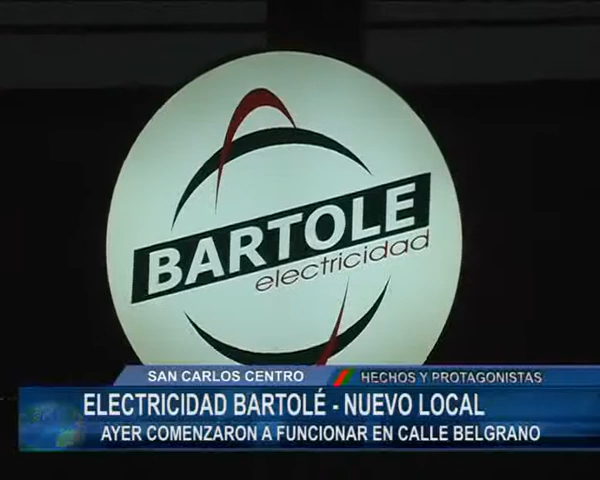 BARTOLE
electricidad
SAN CARLOS CENTRO
HECHOS Y PROTAGONISTAS
ELECTRICIDAD BARTOLÉ - NUEVO LOCAL
AYER COMENZARON A FUNCIONAR EN CALLE BELGRANO